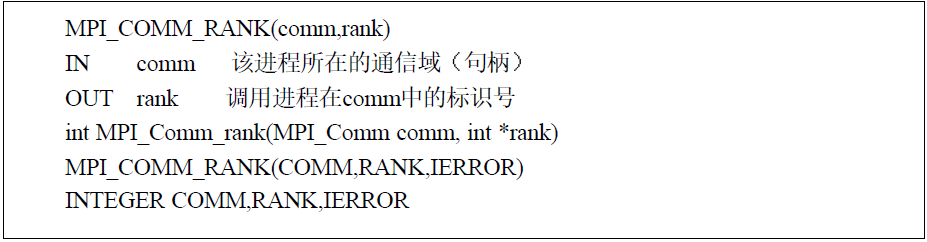 MPI_COMM_RANK(comm,rank)
IN comm 该进程所在的通信域（句柄）
OUT rank 调用进程在comm中的标识号
int MPI_Comm_rank(MPI_Comm comm, int *rank)
MPI_COMM_RANK(COMM,RANK,IERROR)
INTEGER COMM,RANK,IERROR